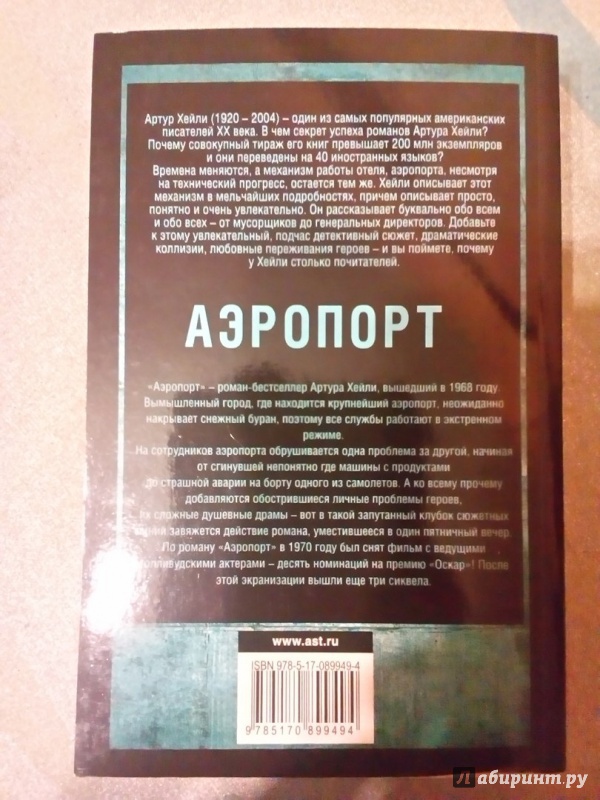 Артур Хейли (1920 – 2004) – один из самых популярных американских
писателей XX века. В чем секрет успеха романов Артура Хейли?
Почему совокупный тираж его книг превышает 200 млн экземпляров
и они переведены на 40 иностранных языков?
Времена меняются, а механизм работы отеля, аэропорта, несмотря
на технический прогресс, остается тем же. Хейли описывает этот
механизм в мельчайших подробностях, причем описывает просто,
понятно и очень увлекательно. Он рассказывает буквально обо всем
и обо всех – от мусорщиков до генеральных директоров. Добавьте
к этому увлекательный, подчас детективный сюжет, драматические
коллизии, любовные переживания героев – и вы поймете, почему
у Хейли столько почитателей.
АЭРОПОРТ
«Аэропорт» – роман-бестселлер Артура Хейли, вышедший в 1968 году.
Вымышленный город, где находится крупнейший аэропорт, неожиданно
накрывает снежный буран, поэтому все службы работают в экстренном
режиме.
На сотрудников аэропорта обрушивается одна проблема за другой, начиная
от сгинувшей непонятно где машины с продуктами
до страшной аварии на борту одного из самолетов. А ко всему прочему
добавляются обострившиеся личные проблемы героев,
их сложные душевные драмы – вот в такой запутанный клубок сюжетных
завяжется действие романа, уместившееся в один пятничный вечер.
По роману «Аэропорт» в 1970 году был снят фильм с ведущими
голливудскими актерами – десять номинаций на премию «Оскар»! После
этой экранизации вышли еще три сиквела.
www.ast.ru
ISBN 978-5-17-089949-4
9 785170 899494
Лабиринт.ру